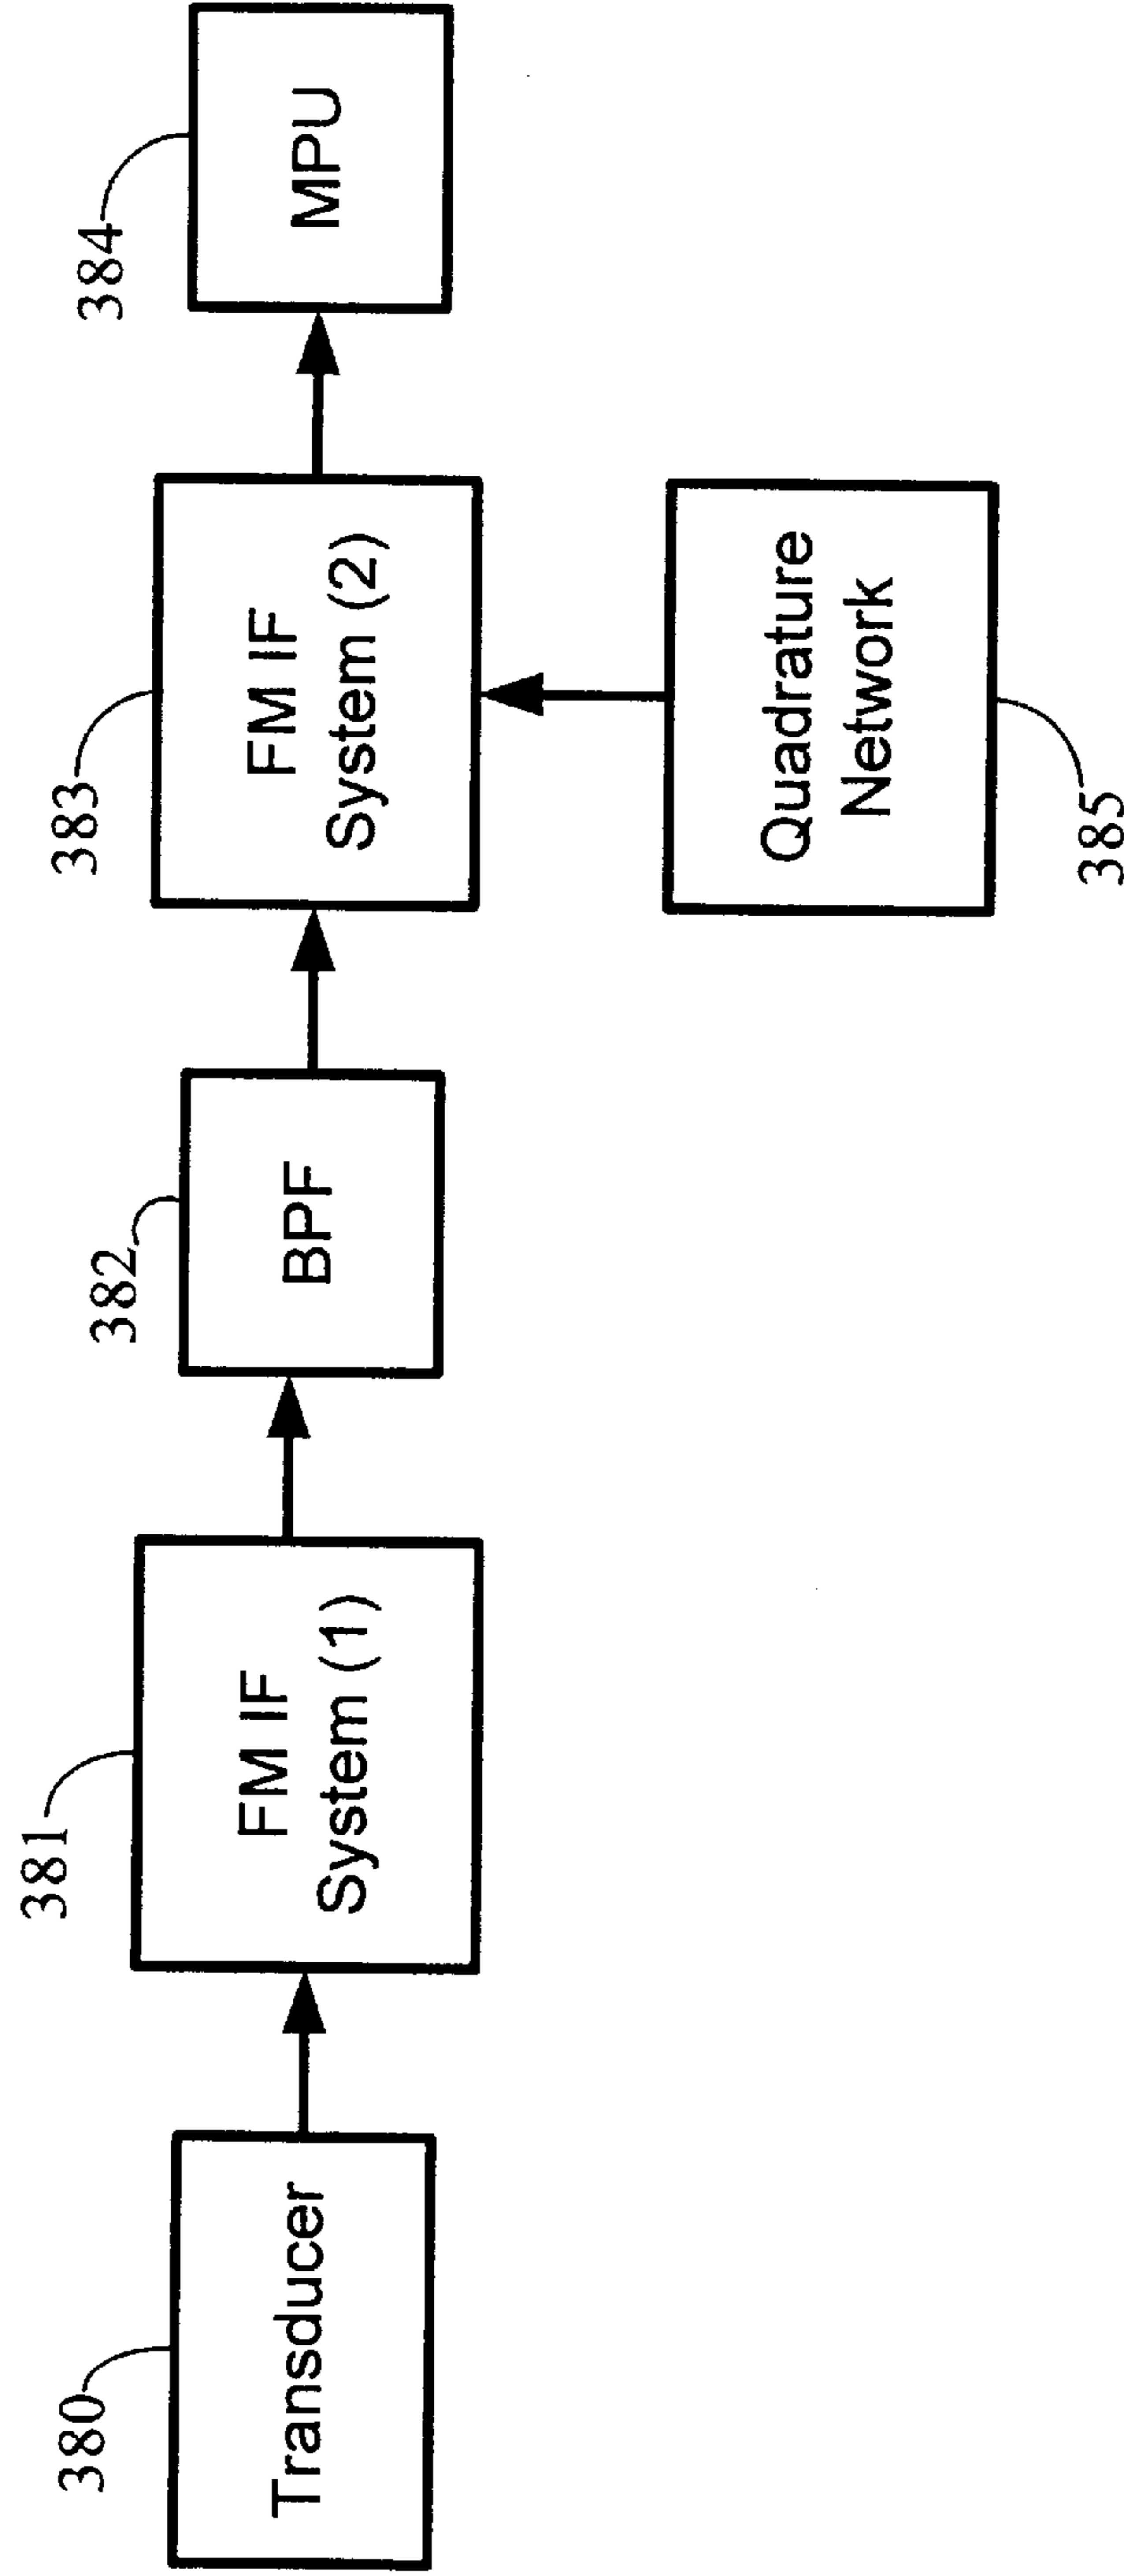 380
Transducer
381
FM IF
System (1)
382
BPF
383
FM IF
System (2)
384
MPU
Quadrature
Network
385